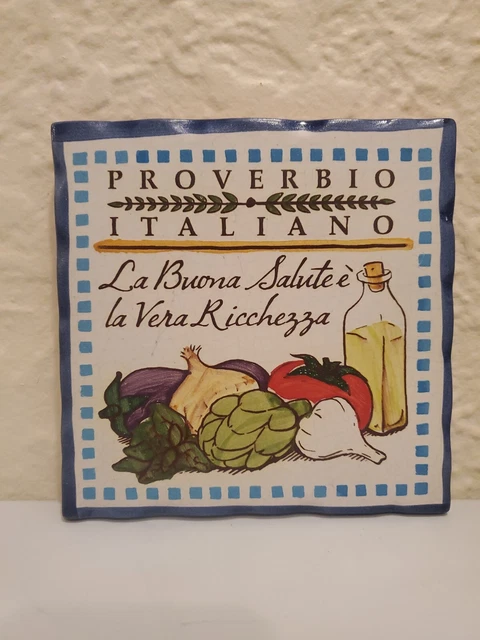 PROVERBIO
ITALIANO
La Buona Salute è
la Vera Ricchezza